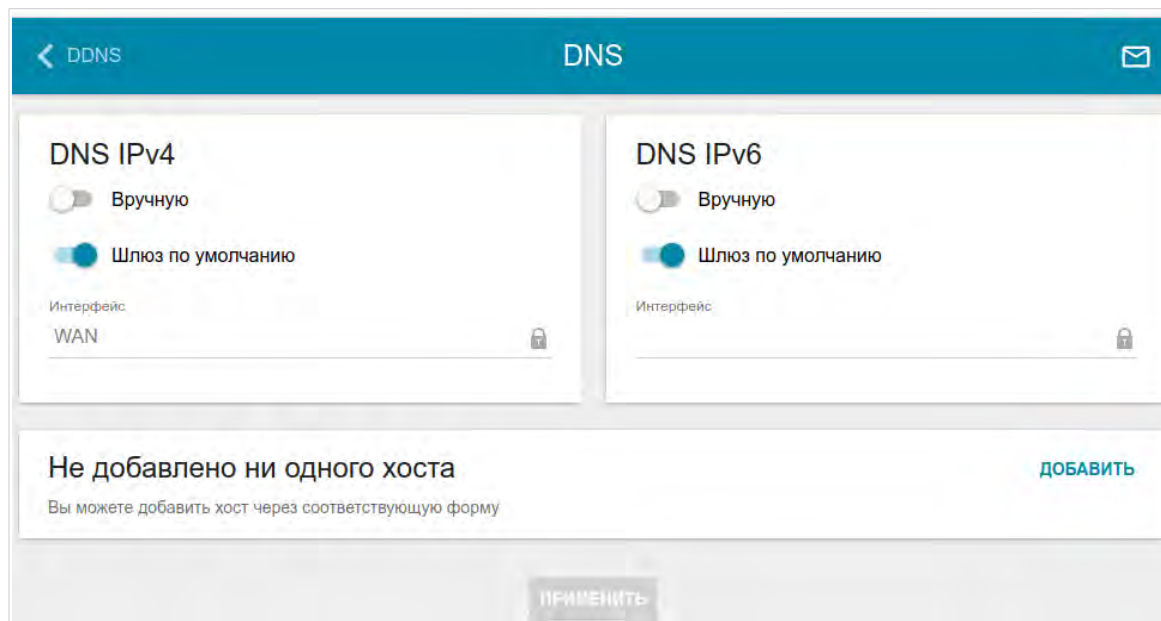 DDNS
DNS
DNS IPv4
Вручную
Шлюз по умолчанию
Интерфейс
WAN
DNS IPv6
Вручную
Шлюз по умолчанию
Интерфейс
Не добавлено ни одного хоста
ДОБАВИТЬ
Вы можете добавить хост через соответствующую форму
ПРИМЕНИТЬ